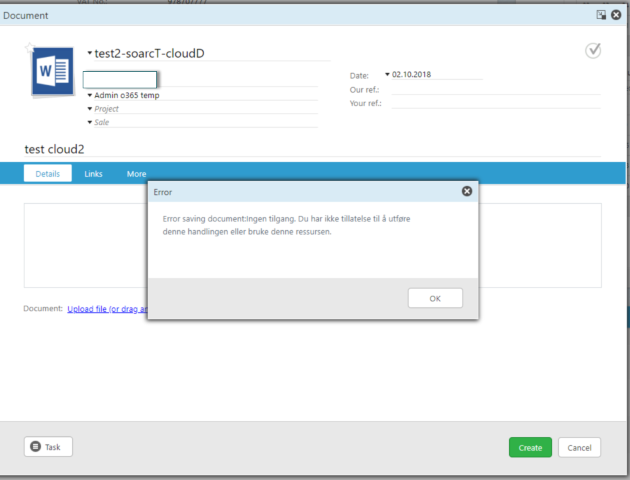 Document
test2-soarcT-cloudD
Admin o365 temp
Project
Sale
Date: 02.10.2018
Our ref.:
Your ref.:
test cloud2
Details Links More
Error
Error saving document:Ingen tilgang. Du har ikke tillatelse til å utføre
denne handlingen eller bruke denne ressursen.
OK
Document: Upload file (or drag
Task
Create
Cancel